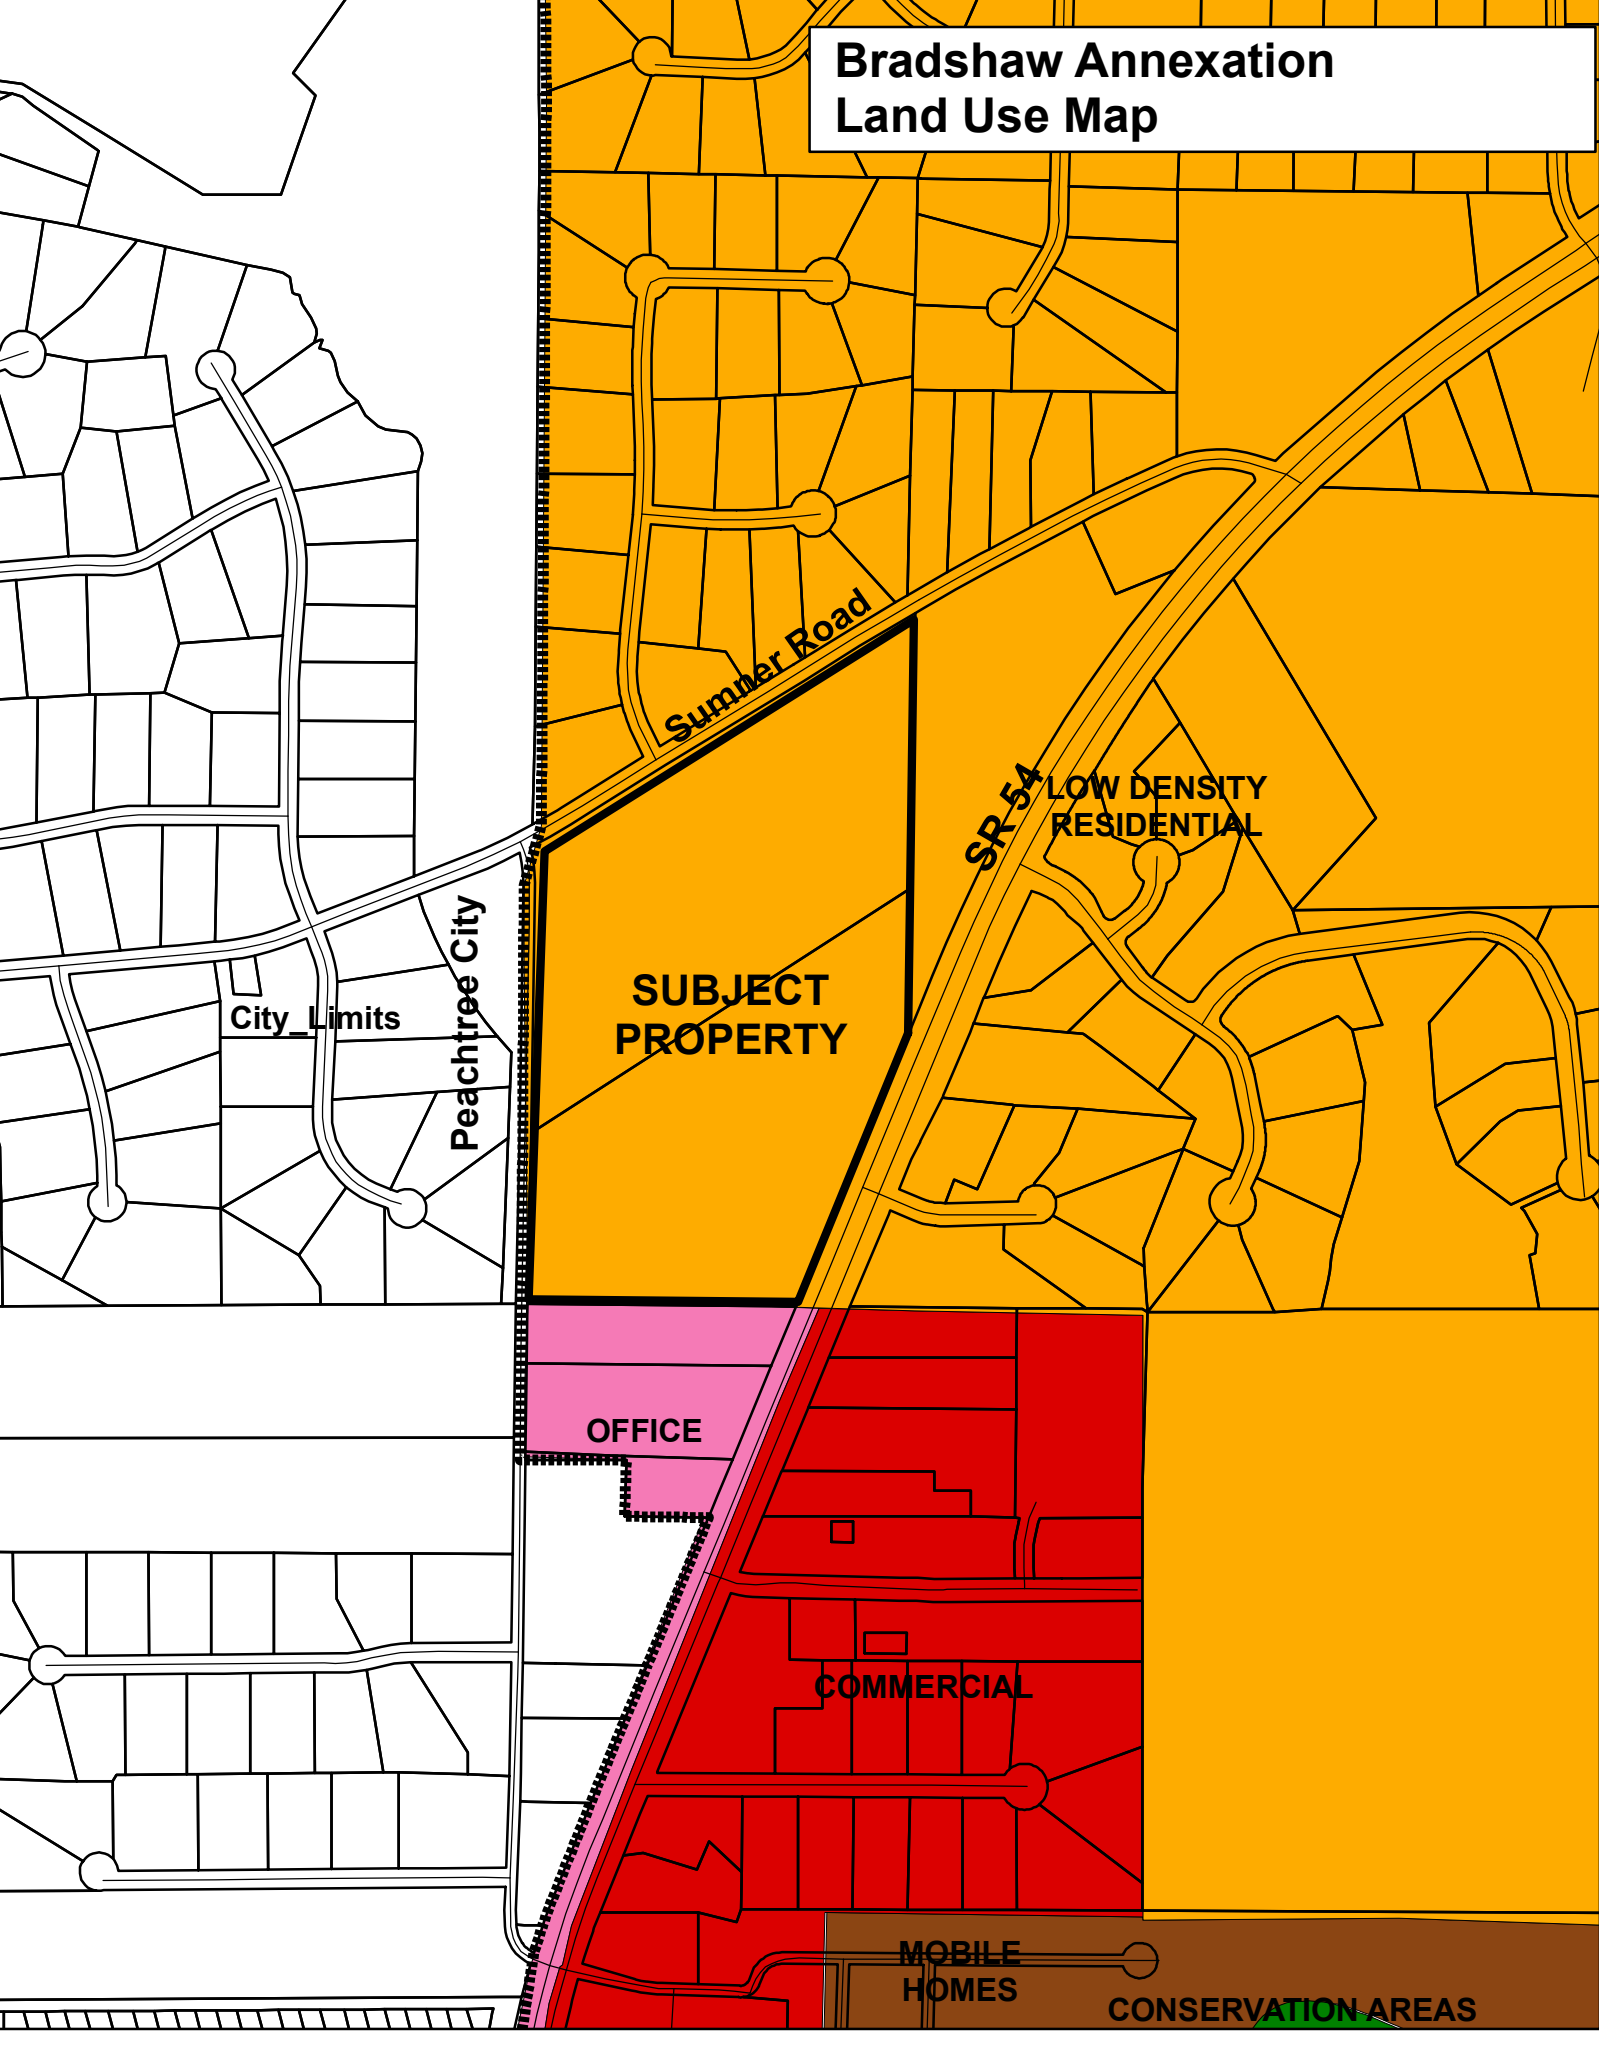 Bradshaw Annexation
Land Use Map
Sumner Road
SR 54
LOW DENSITY
RESIDENTIAL
Peachtree City
City_Limits
SUBJECT
PROPERTY
OFFICE
COMMERCIAL
MOBILE
HOMES
CONSERVATION AREAS